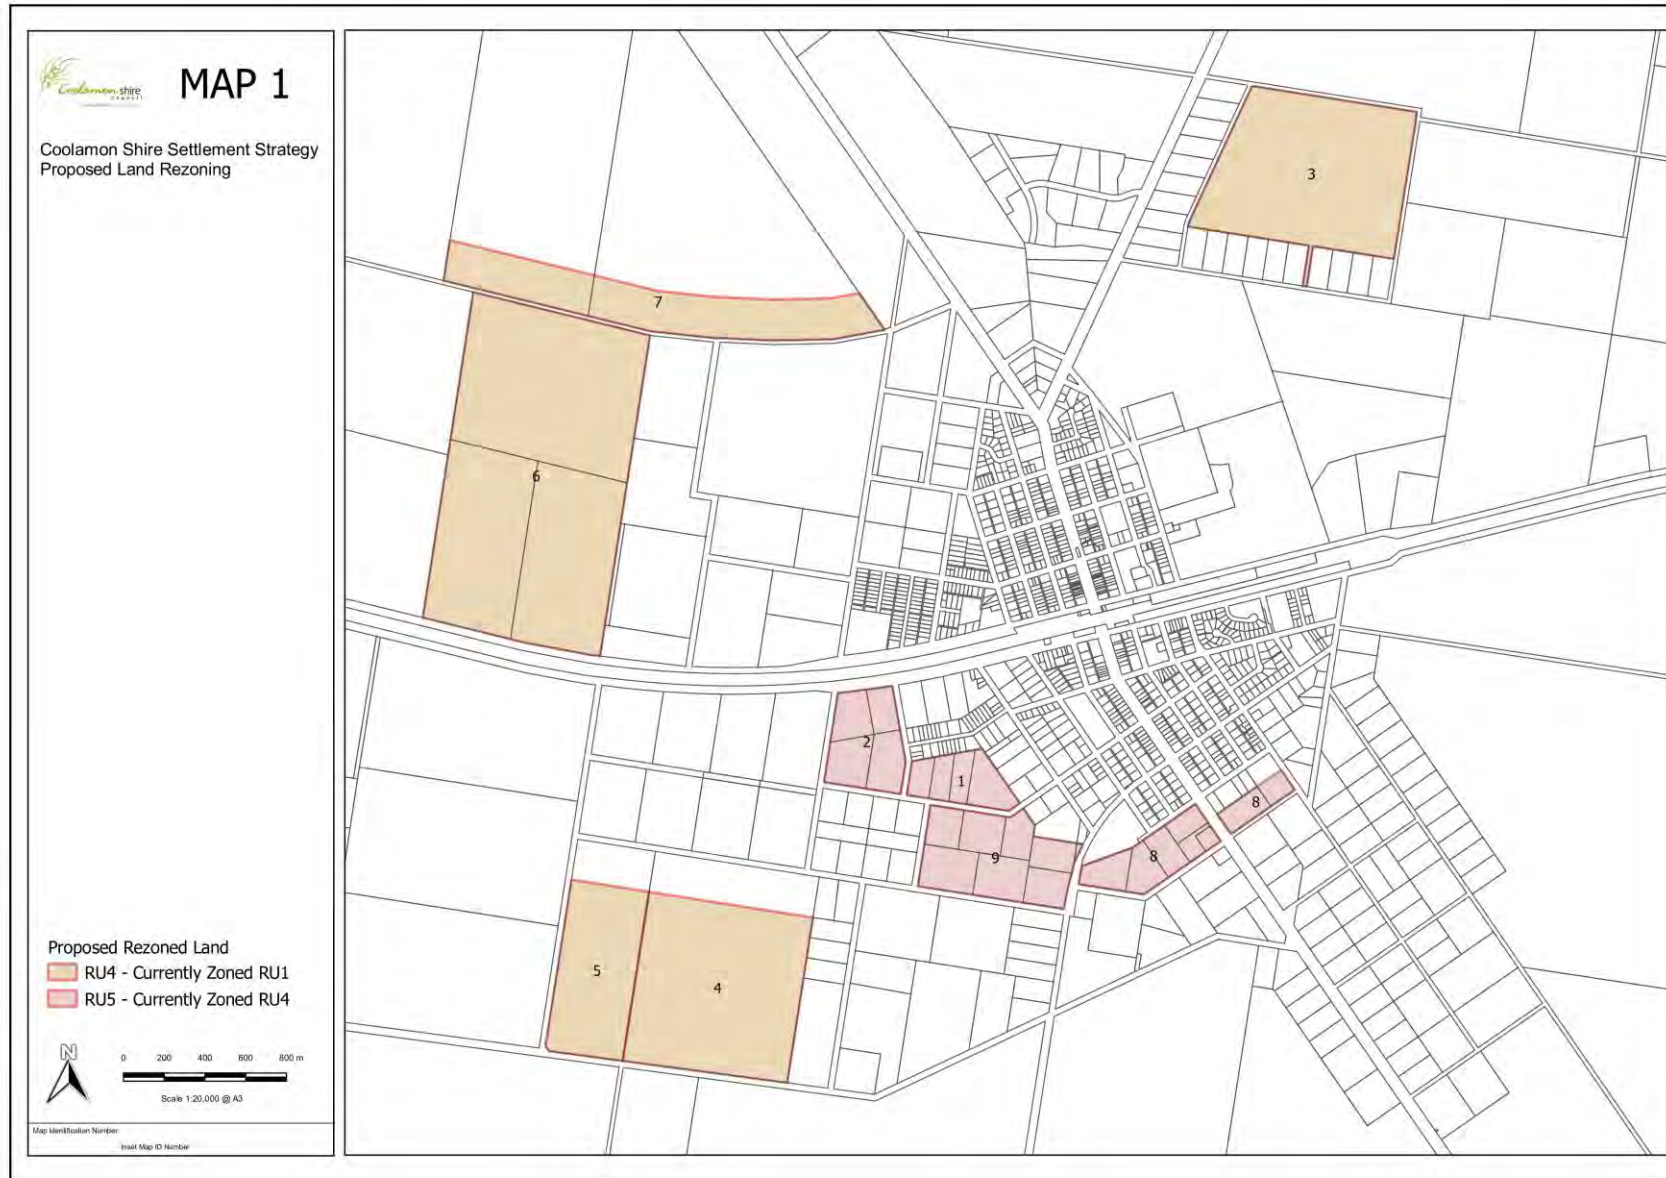 Coolamon shire
council
MAP 1
Coolamon Shire Settlement Strategy
Proposed Land Rezoning
3
7
6
2
1
8
8
9
5
4
Proposed Rezoned Land
RU4 - Currently Zoned RU1
RU5 - Currently Zoned RU4
N
0 200 400 600 800 m
Scale 1:20,000 @ A3
Map Identification Number
Inset Map ID Number